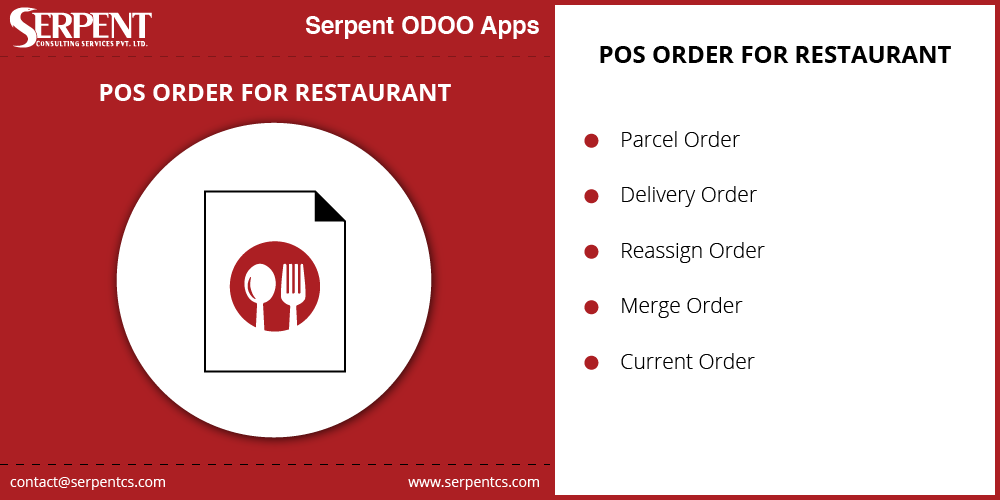 SERPENT
CONSULTING SERVICES PVT. LTD.
Serpent ODOO Apps
POS ORDER FOR RESTAURANT
contact@serpentcs.com
www.serpentcs.com
POS ORDER FOR RESTAURANT
Parcel Order
Delivery Order
Reassign Order
Merge Order
Current Order